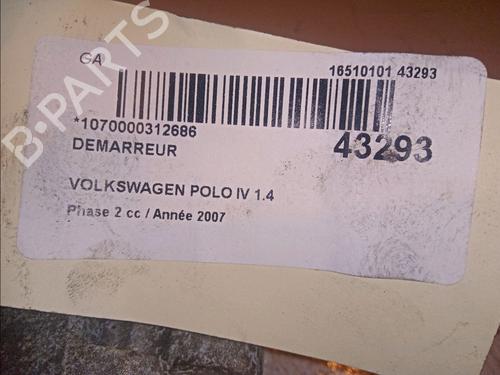 GA
16510101 43293
*1070000312686
DEMARREUR
43293
VOLKSWAGEN POLO IV 1.4
Phase 2 cc / Année 2007
B-PARTS